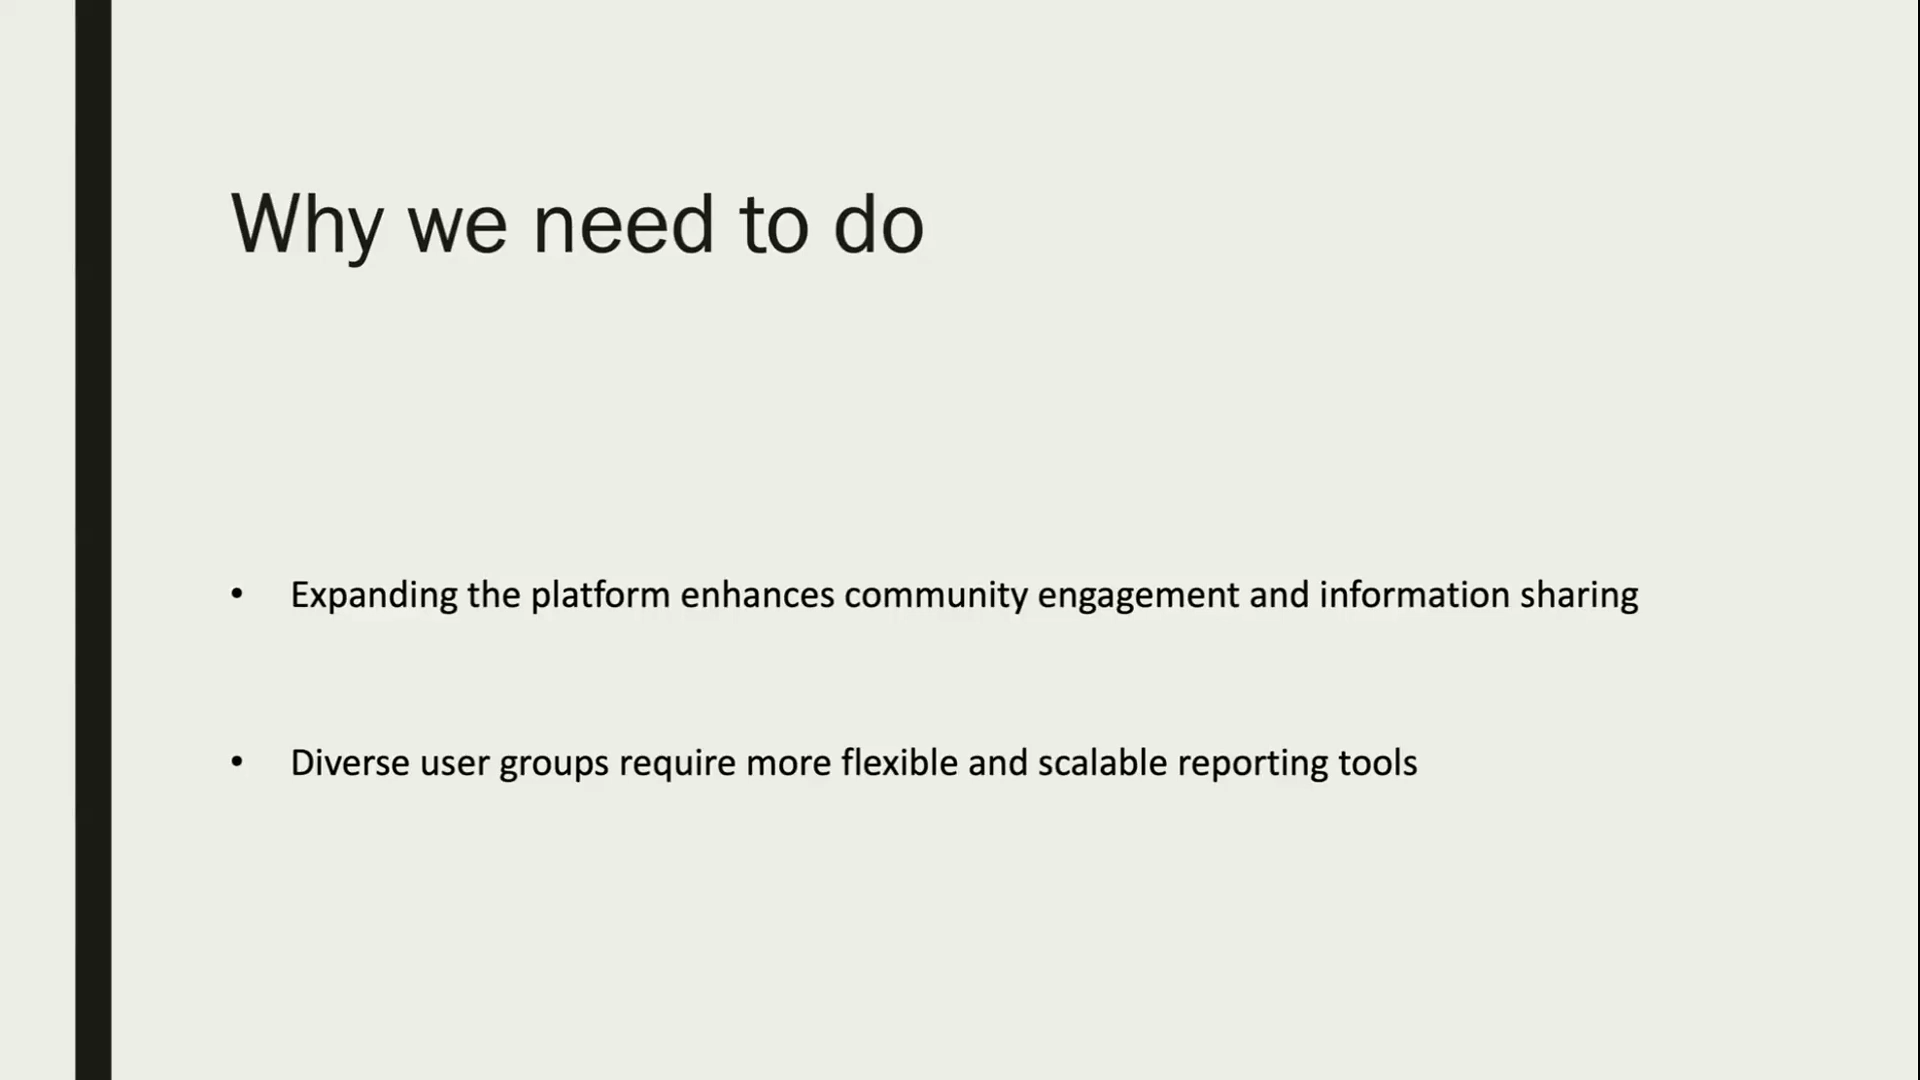 Why we need to do
• Expanding the platform enhances community engagement and information sharing
• Diverse user groups require more flexible and scalable reporting tools